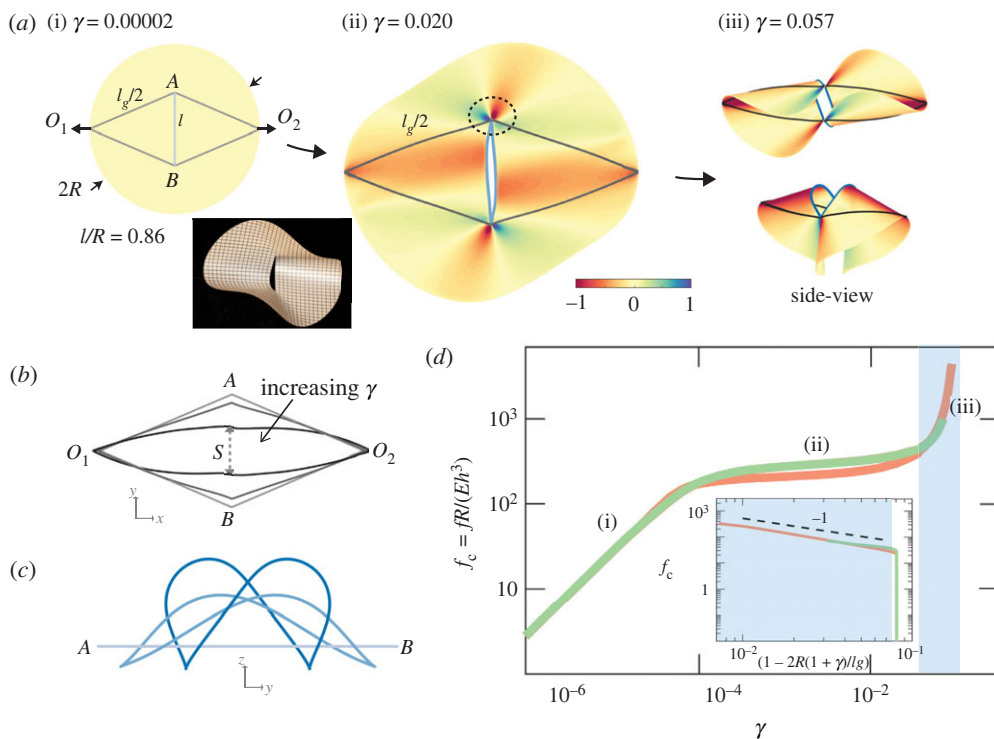 (a) (i) γ = 0.00002
(ii) γ = 0.020
(iii) γ = 0.057
A
l_g/2
O_1
l
O_2
B
2R
l/R = 0.86
l_g/2
−1 0 1
side-view
(b)
A
increasing γ
O_1
S
O_2
y
x
B
(c)
A
B
z
y
(d)
f_c = fR/(Eh^3)
10^3
10^2
10
(i)
(ii)
(iii)
10^−6 10^−4 10^−2
γ
f_c
10^3
1
−1
10^−2 10^−1
(1 − 2R(1 + γ)/lg)